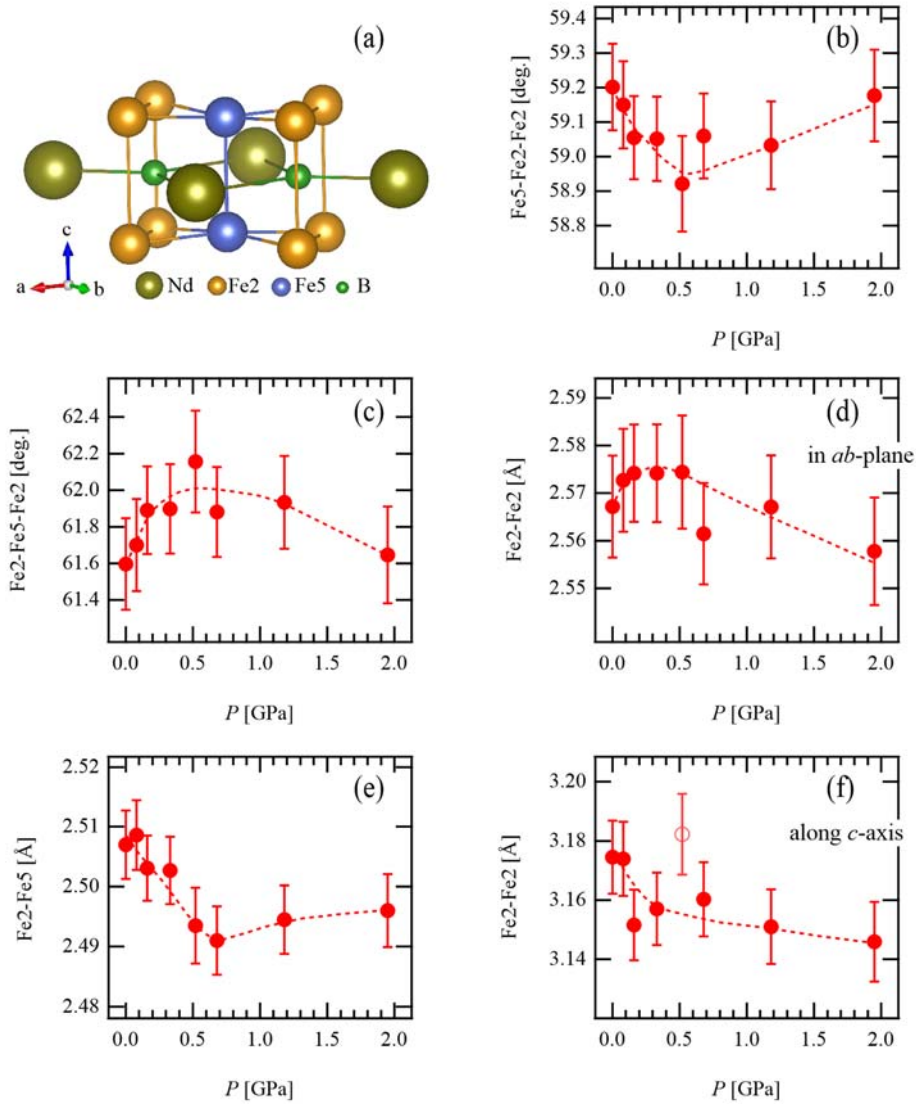 (a)
c
a
b
Nd Fe2 Fe5 B
(b)
Fe5-Fe2-Fe2 [deg.]
59.4
59.3
59.2
59.1
59.0
58.9
58.8
0.0 0.5 1.0 1.5 2.0
P [GPa]
(c)
Fe2-Fe5-Fe2 [deg.]
62.4
62.2
62.0
61.8
61.6
61.4
0.0 0.5 1.0 1.5 2.0
P [GPa]
(d)
in ab-plane
Fe2-Fe2 [Å]
2.59
2.58
2.57
2.56
2.55
0.0 0.5 1.0 1.5 2.0
P [GPa]
(e)
Fe2-Fe5 [Å]
2.52
2.51
2.50
2.49
2.48
0.0 0.5 1.0 1.5 2.0
P [GPa]
(f)
along c-axis
Fe2-Fe2 [Å]
3.20
3.18
3.16
3.14
0.0 0.5 1.0 1.5 2.0
P [GPa]